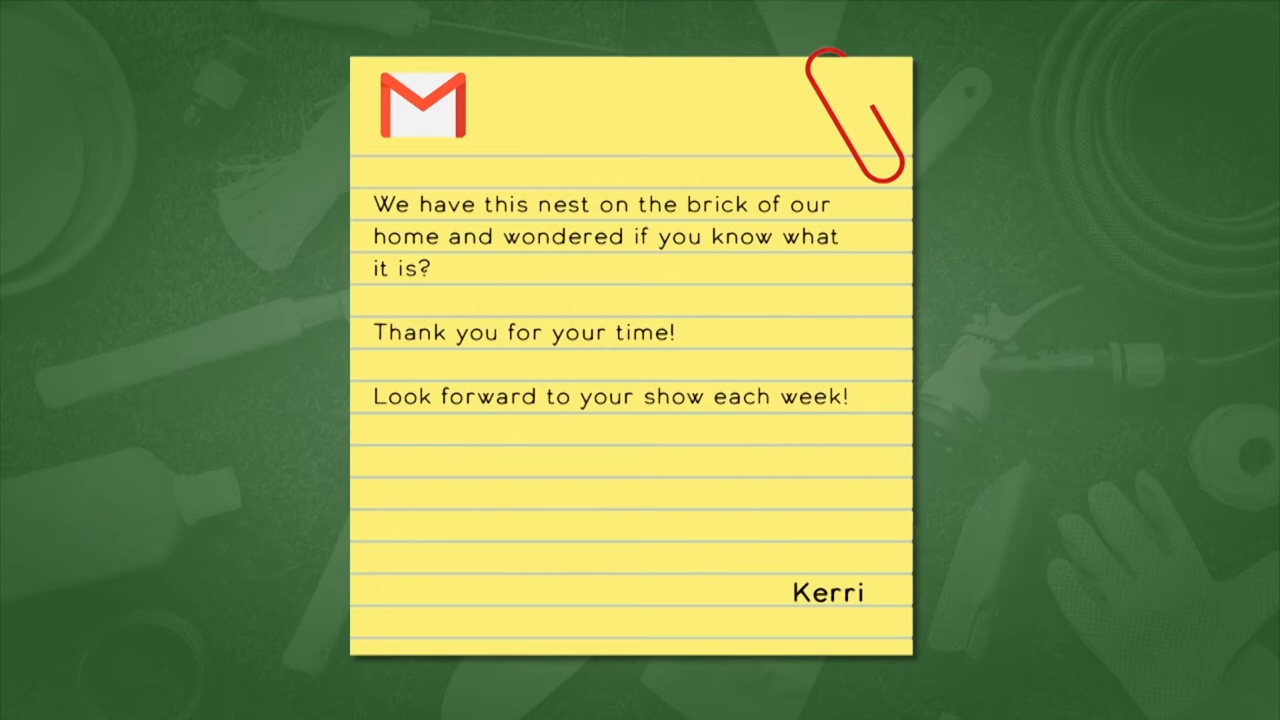 We have this nest on the brick of our
home and wondered if you know what
it is?
Thank you for your time!
Look forward to your show each week!
Kerri